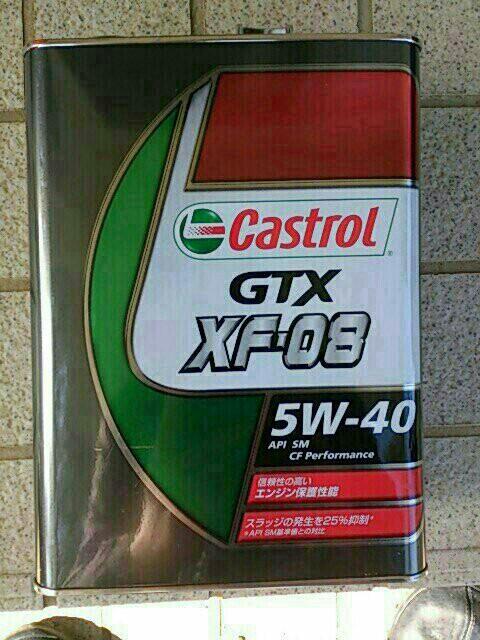 Castrol
GTX
XF-08
5W-40
API SM
CF Performance
信頼性の高い
エンジン保護性能
スラッジの発生を25%抑制*
*API SM基準値との対比